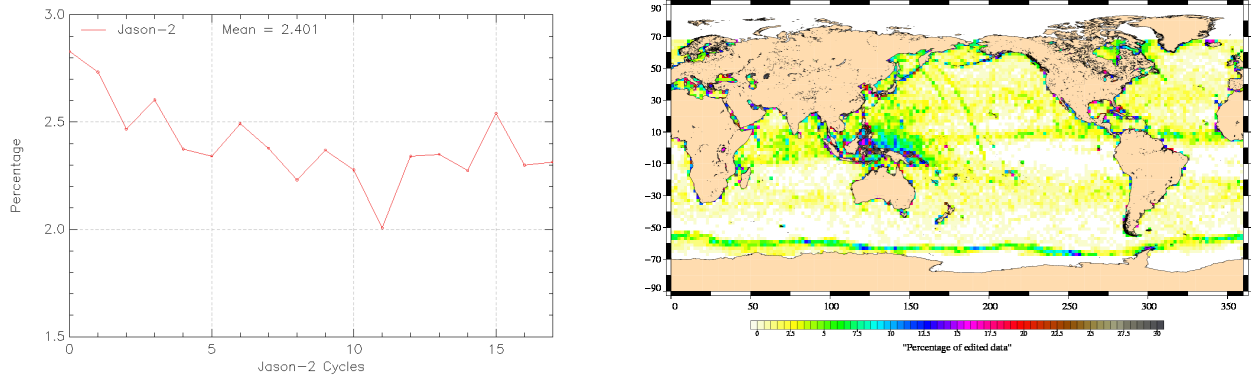 Jason-2 Mean = 2.401
3.0
2.5
2.0
1.5
Percentage
0 5 10 15
Jason-2 Cycles
90
70
50
30
10
-10
-30
-50
-70
-90
0 50 100 150 200 250 300 350
0 2.5 5 7.5 10 12.5 15 17.5 20 22.5 25 27.5 30
"Percentage of edited data"